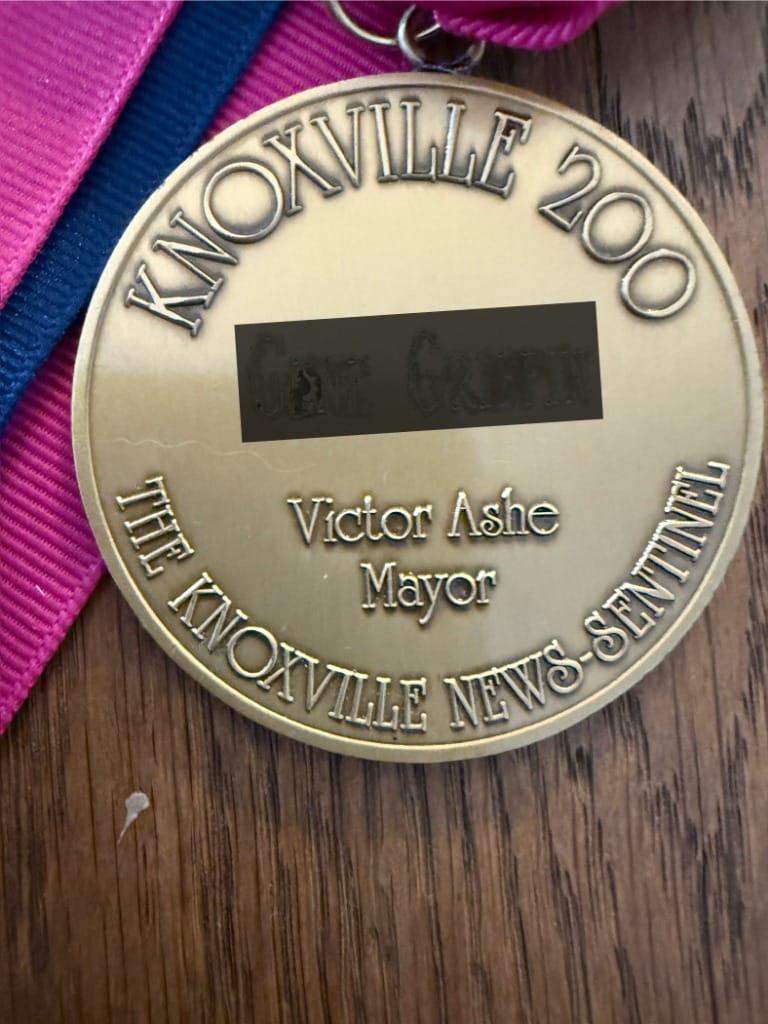 KNOXVILLE 200
Victor Ashe
Mayor
THE KNOXVILLE NEWS-SENTINEL